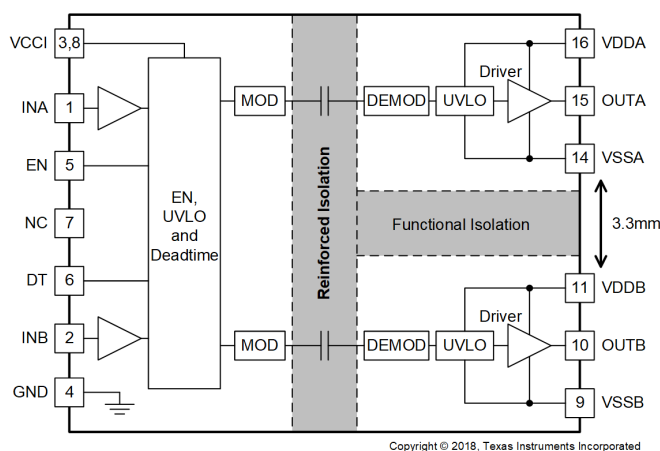 VCCI 3,8
INA 1
EN 5
NC 7
DT 6
INB 2
GND 4
EN,
UVLO
and
Deadtime
MOD
MOD
Reinforced Isolation
DEMOD
UVLO
Driver
16 VDDA
15 OUTA
14 VSSA
Functional Isolation
3.3mm
DEMOD
UVLO
Driver
11 VDDB
10 OUTB
9 VSSB
Copyright © 2018, Texas Instruments Incorporated